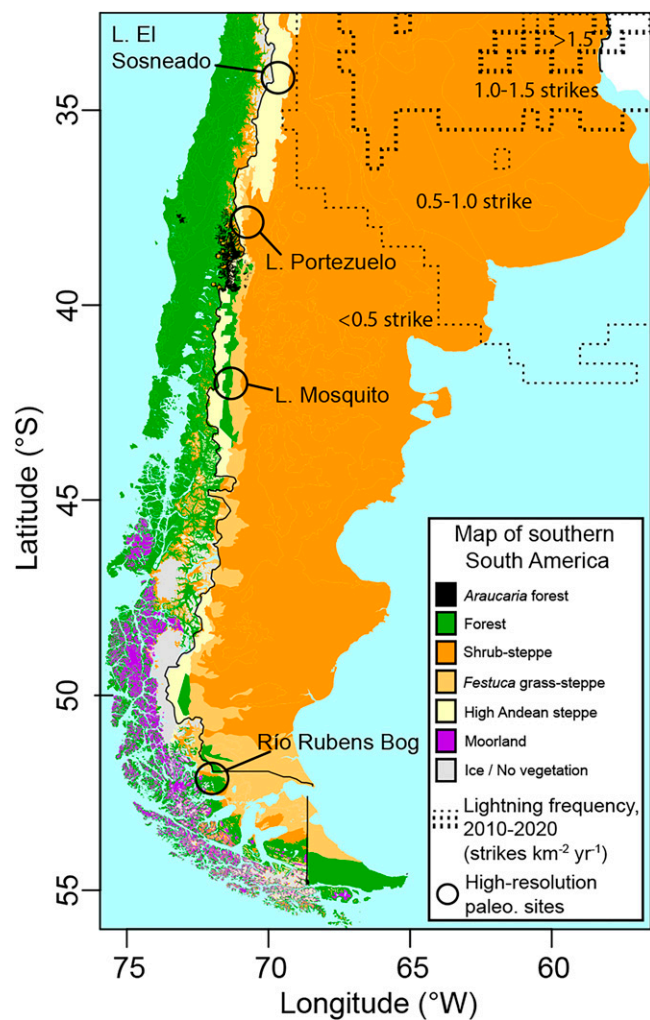 L. El
Sosneado
>1.5
1.0-1.5 strikes
35
0.5-1.0 strike
L. Portezuelo
40
<0.5 strike
L. Mosquito
Latitude (°S)
45
Map of southern
South America
Araucaria forest
Forest
Shrub-steppe
Festuca grass-steppe
High Andean steppe
Moorland
Ice / No vegetation
Lightning frequency,
2010-2020
(strikes km⁻² yr⁻¹)
High-resolution
paleo. sites
50
Río Rubens Bog
55
75 70 65 60
Longitude (°W)